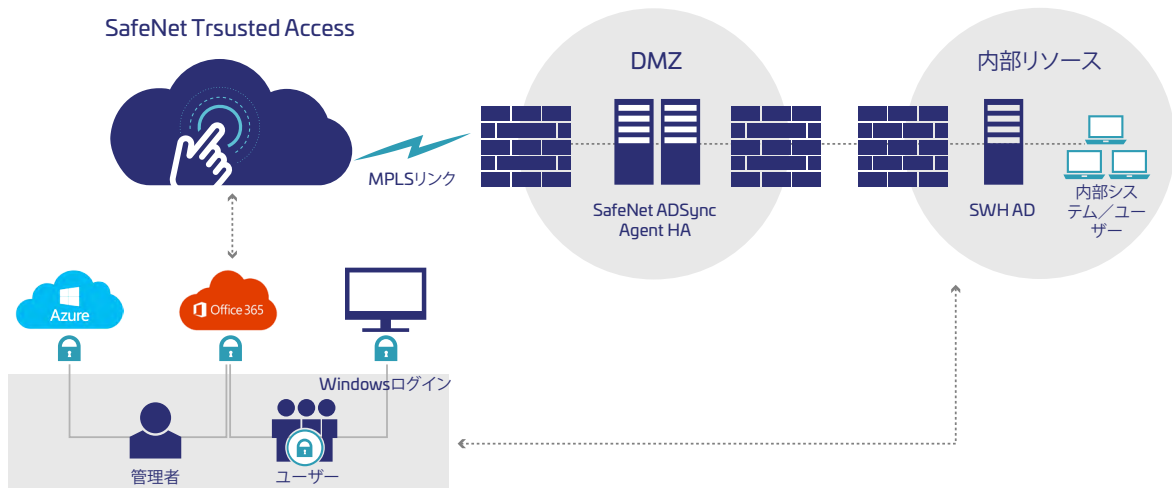 SafeNet Trsusted Access
DMZ
内部リソース
MPLSリンク
SafeNet ADSync
Agent HA
SWH AD
内部シス
テム／ユー
ザー
Azure
Office 365
Windowsログイン
管理者
ユーザー